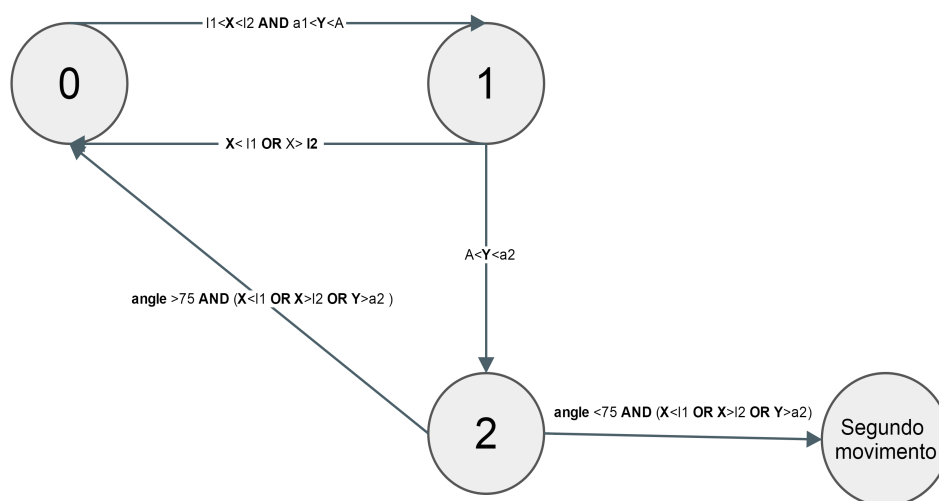 l1<X<l2 AND a1<Y<A
0
1
X< l1 OR X> l2
A<Y<a2
angle >75 AND (X<l1 OR X>l2 OR Y>a2 )
angle <75 AND (X<l1 OR X>l2 OR Y>a2)
2
Segundo
movimento